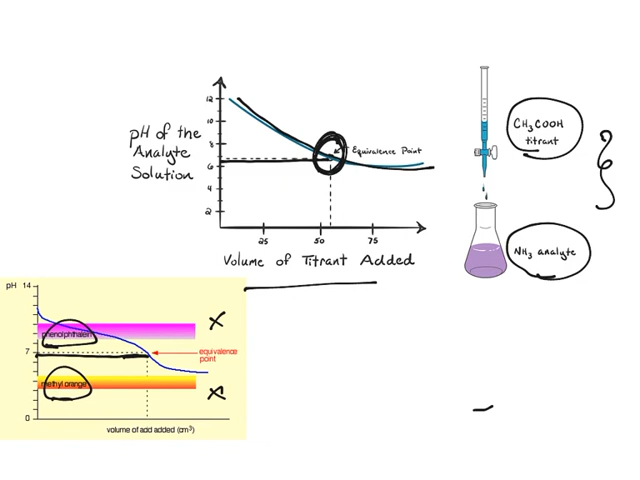 pH of the
Analyte
Solution
12
10
8
6
4
2
Equivalence Point
25
50
75
Volume of Titrant Added
CH₃COOH
titrant
NH₃ analyte
pH 14
phenolphthalein
7
equivalence
point
methyl orange
0
volume of acid added (cm³)